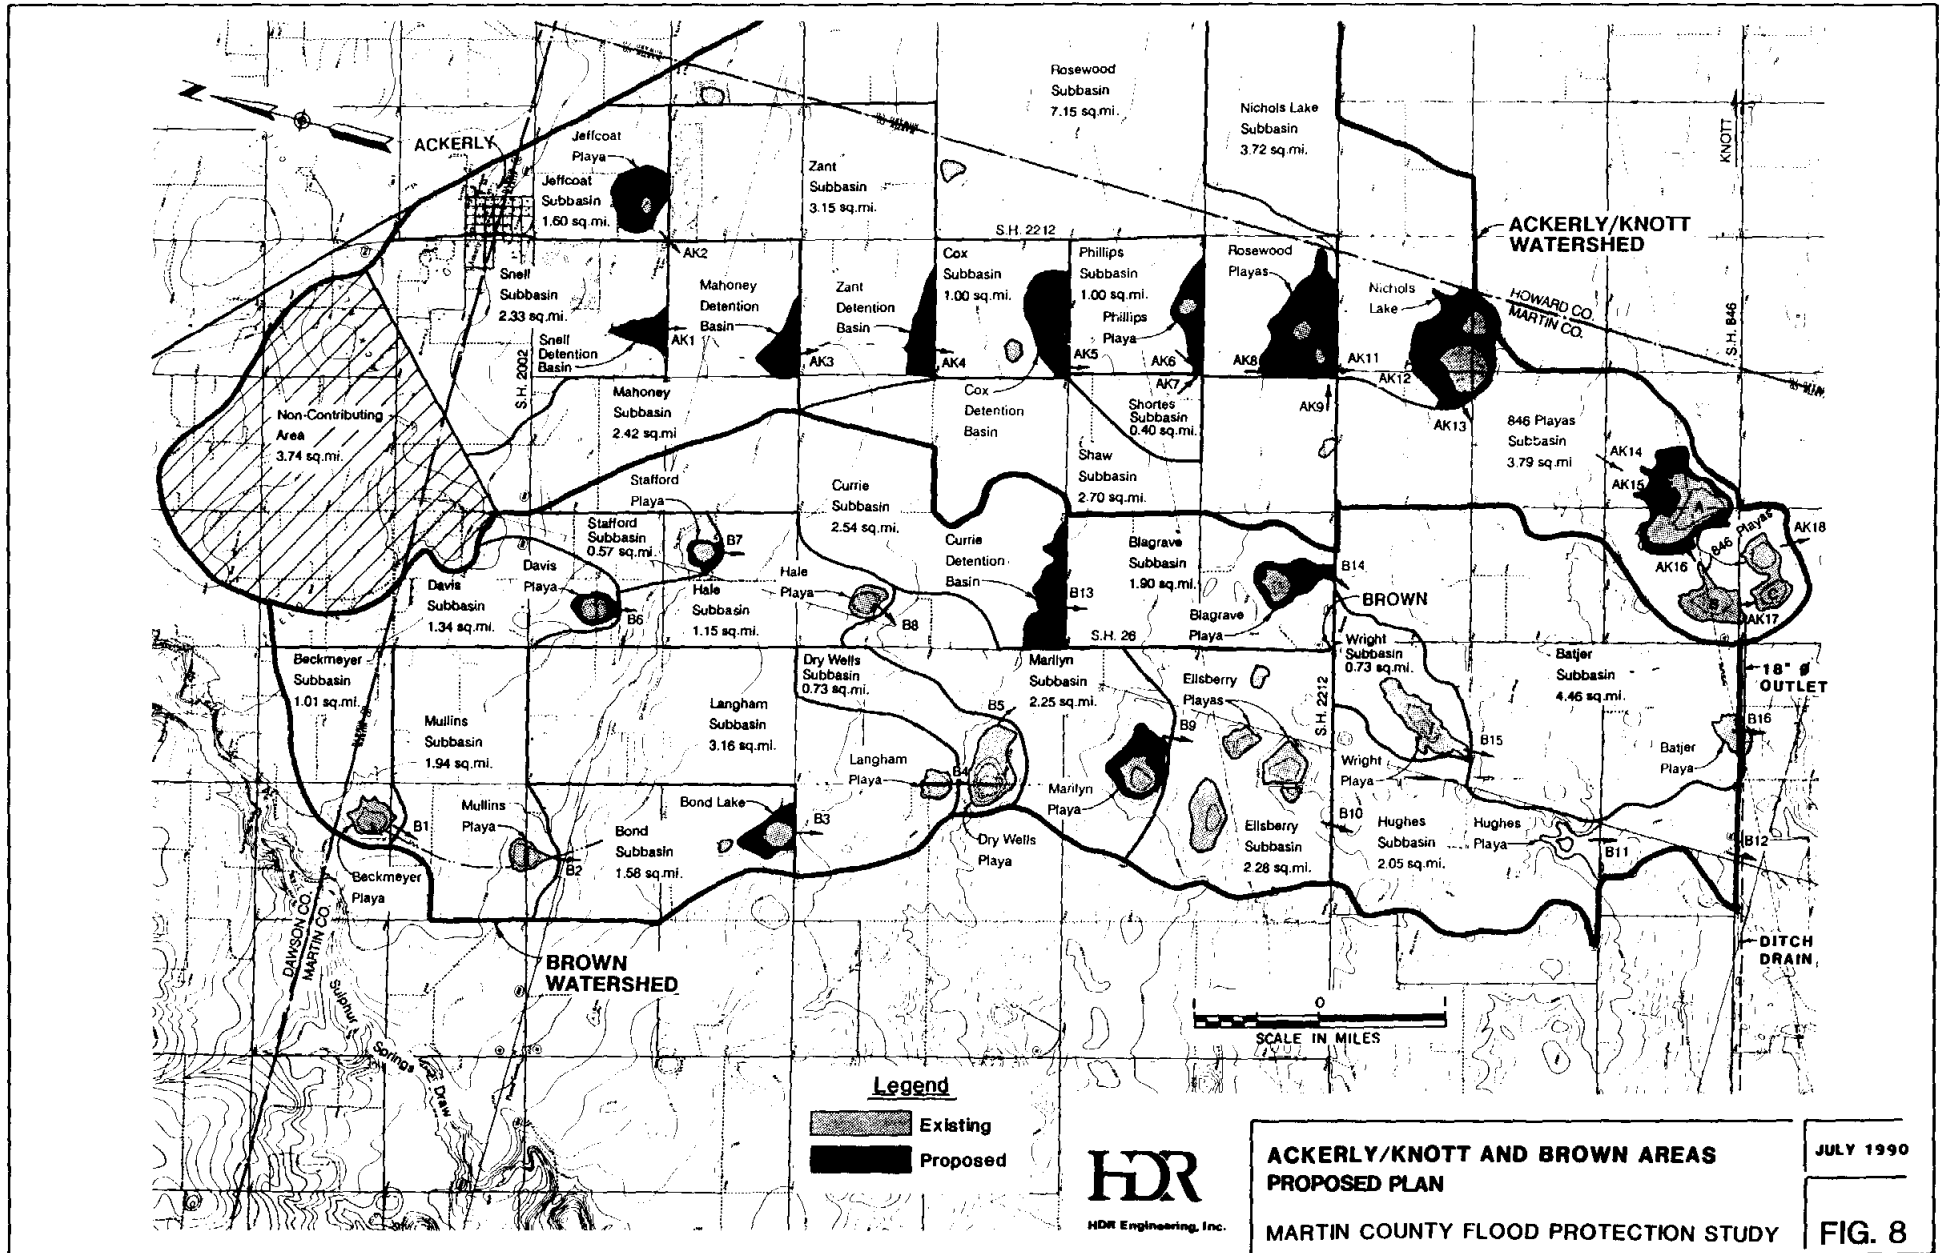 Rosewood
Subbasin
7.15 sq.mi.
Nichols Lake
Subbasin
3.72 sq.mi.
KNOTT
N
ACKERLY
Jeffcoat
Playa
Jeffcoat
Subbasin
1.60 sq.mi.
Zant
Subbasin
3.15 sq.mi.
ACKERLY/KNOTT
WATERSHED
S.H. 2212
AK2
Snell
Subbasin
2.33 sq.mi.
Snell
Detention
Basin
AK1
Mahoney
Detention
Basin
AK3
Zant
Detention
Basin
AK4
Cox
Subbasin
1.00 sq.mi.
AK5
Phillips
Subbasin
1.00 sq.mi.
Phillips
Playa
AK6
AK7
Rosewood
Playas
AK8
AK11
Nichols
Lake
AK12
HOWARD CO.
MARTIN CO.
S.H. 846
S.H. 2002
Non-Contributing
Area
3.74 sq.mi.
Mahoney
Subbasin
2.42 sq.mi.
Cox
Detention
Basin
Shortes
Subbasin
0.40 sq.mi.
AK9
AK13
846 Playas
Subbasin
3.79 sq.mi
AK14
AK15
Shaw
Subbasin
2.70 sq.mi.
Stafford
Playa
Stafford
Subbasin
0.57 sq.mi.
B7
Currie
Subbasin
2.54 sq.mi.
Currie
Detention
Basin
B13
Blagrave
Subbasin
1.90 sq.mi.
B14
BROWN
Blagrave
Playa
A
846 Playas
AK18
AK16
B
C
AK17
Davis
Subbasin
1.34 sq.mi.
Davis
Playa
B6
Hale
Subbasin
1.15 sq.mi.
Hale
Playa
B8
S.H. 26
Beckmeyer
Subbasin
1.01 sq.mi.
Mullins
Subbasin
1.94 sq.mi.
Langham
Subbasin
3.16 sq.mi.
Dry Wells
Subbasin
0.73 sq.mi.
Marilyn
Subbasin
2.25 sq.mi.
B5
Ellsberry
Playas
B9
S.H. 2212
Wright
Subbasin
0.73 sq.mi.
Batjer
Subbasin
4.46 sq.mi.
18" Ø
OUTLET
B16
B15
Batjer
Playa
Wright
Playa
Langham
Playa
B4
Marilyn
Playa
Dry Wells
Playa
Mullins
Playa
B1
B2
Bond
Subbasin
1.58 sq.mi.
Bond Lake
B3
Ellsberry
Subbasin
2.28 sq.mi.
B10
Hughes
Subbasin
2.05 sq.mi.
Hughes
Playa
B11
B12
Beckmeyer
Playa
DAWSON CO.
MARTIN CO.
Sulphur
Springs
Draw
BROWN
WATERSHED
DITCH
DRAIN
1 0 1
SCALE IN MILES
Legend
Existing
Proposed
HDR
HDR Engineering, Inc.
ACKERLY/KNOTT AND BROWN AREAS
PROPOSED PLAN
MARTIN COUNTY FLOOD PROTECTION STUDY
JULY 1990
FIG. 8